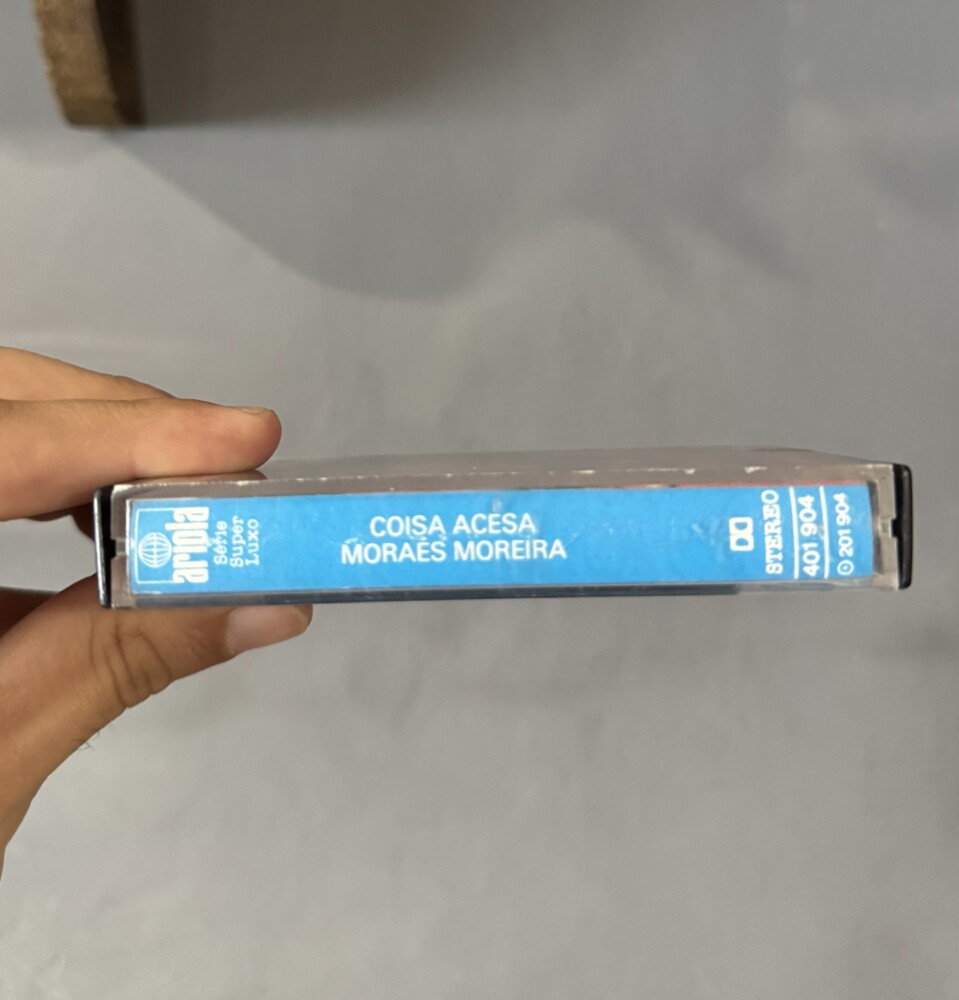 ariola
Série
Super
Luxo
COISA ACESA
MORAES MOREIRA
STEREO
401 904
201 904